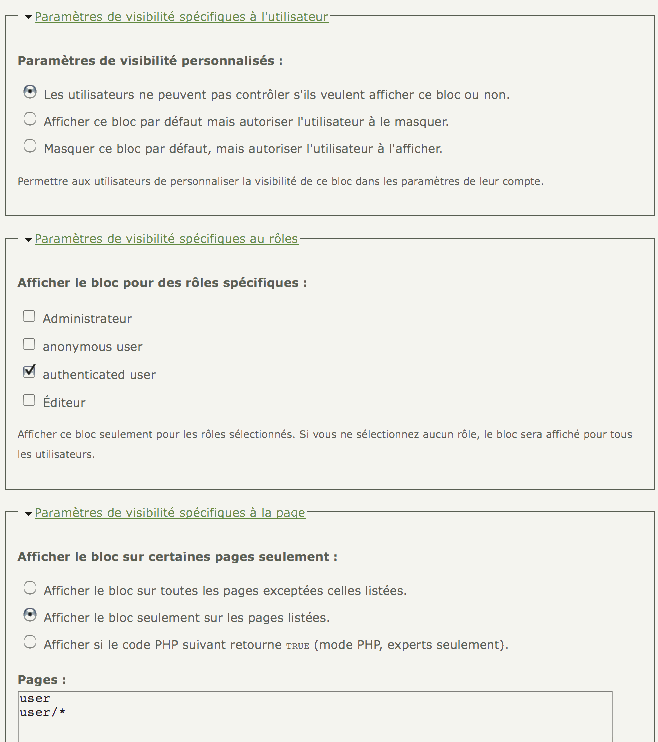 Paramètres de visibilité spécifiques à l'utilisateur
Paramètres de visibilité personnalisés :
Les utilisateurs ne peuvent pas contrôler s'ils veulent afficher ce bloc ou non.
Afficher ce bloc par défaut mais autoriser l'utilisateur à le masquer.
Masquer ce bloc par défaut, mais autoriser l'utilisateur à l'afficher.
Permettre aux utilisateurs de personnaliser la visibilité de ce bloc dans les paramètres de leur compte.
Paramètres de visibilité spécifiques au rôles
Afficher le bloc pour des rôles spécifiques :
Administrateur
anonymous user
authenticated user
Éditeur
Afficher ce bloc seulement pour les rôles sélectionnés. Si vous ne sélectionnez aucun rôle, le bloc sera affiché pour tous
les utilisateurs.
Paramètres de visibilité spécifiques à la page
Afficher le bloc sur certaines pages seulement :
Afficher le bloc sur toutes les pages exceptées celles listées.
Afficher le bloc seulement sur les pages listées.
Afficher si le code PHP suivant retourne TRUE (mode PHP, experts seulement).
Pages :
user
user/*